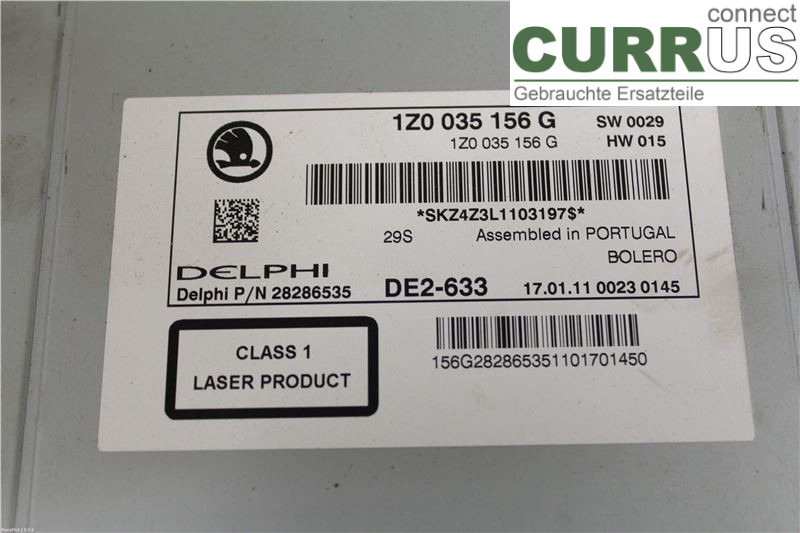 connect
CURRUS
Gebrauchte Ersatzteile
1Z0 035 156 G SW 0029
1Z0 035 156 G HW 015
*SKZ4Z3L1103197$*
29S Assembled in PORTUGAL
BOLERO
DELPHI
Delphi P/N 28286535 DE2-633 17.01.11 0023 0145
CLASS 1
LASER PRODUCT
156G282865351101701450